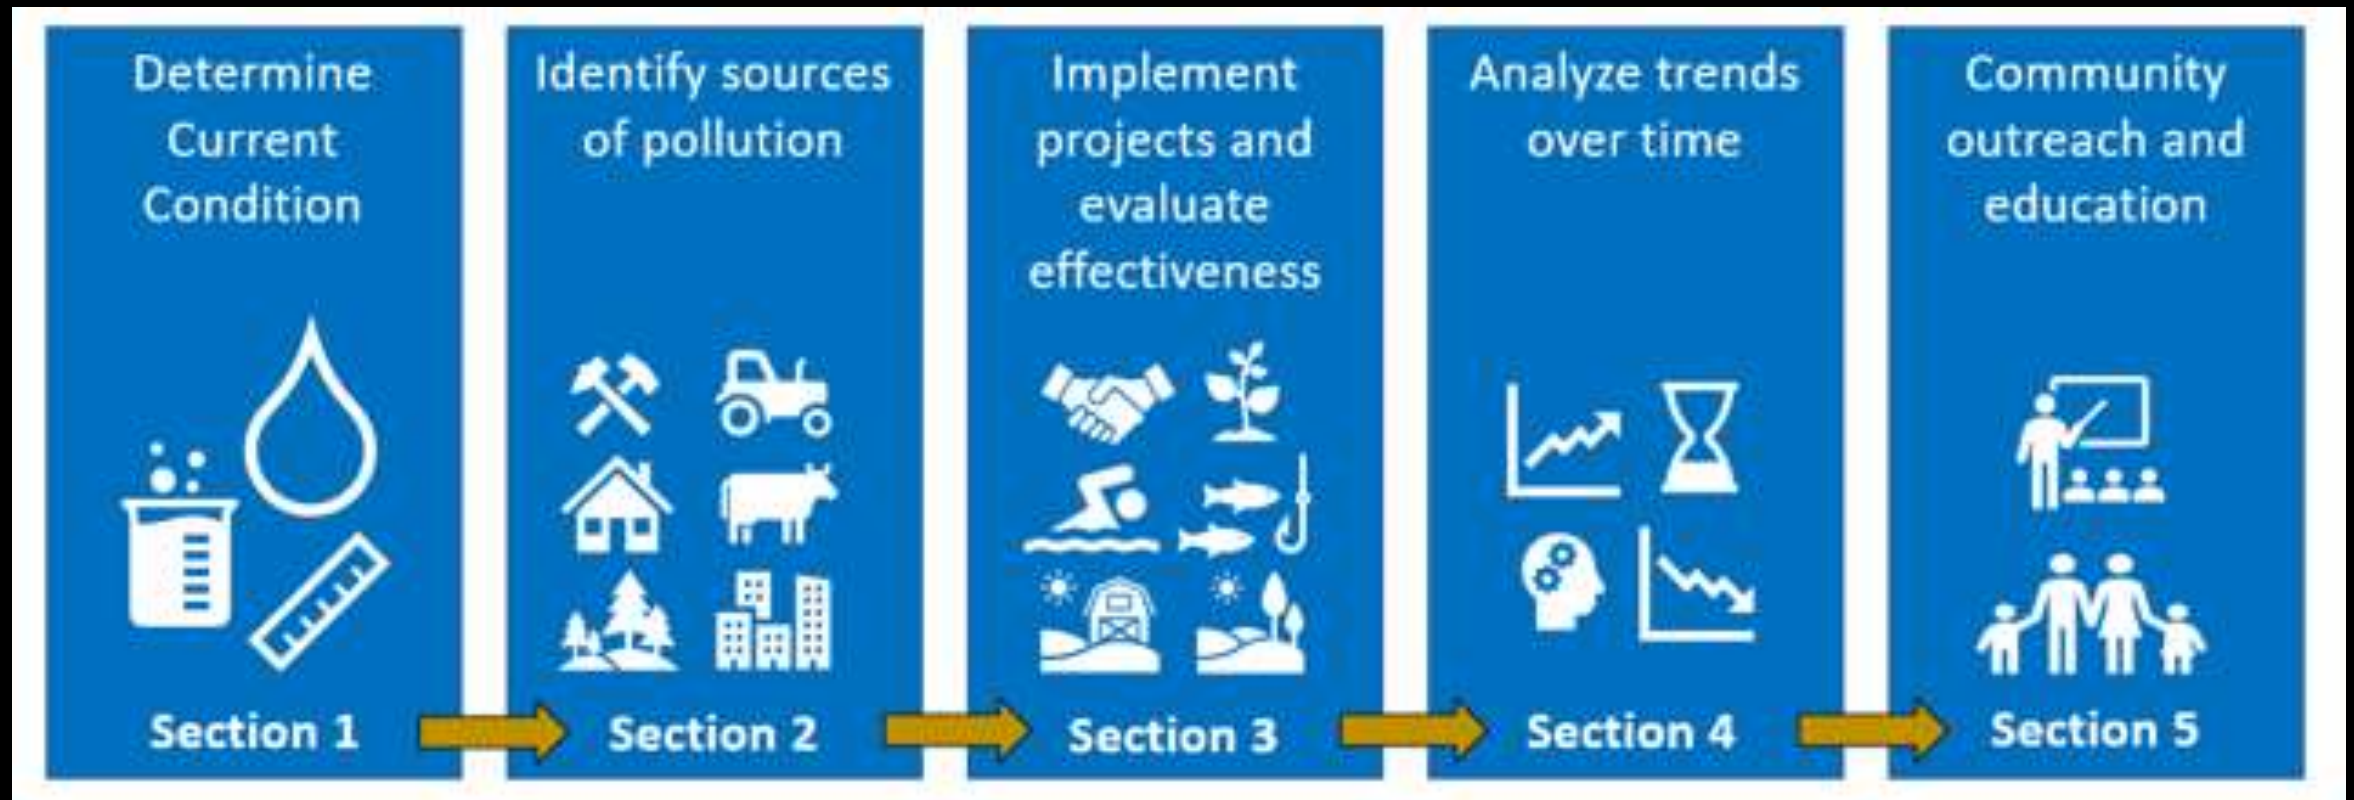 Determine
Current
Condition
Section 1
Identify sources
of pollution
Section 2
Implement
projects and
evaluate
effectiveness
Section 3
Analyze trends
over time
Section 4
Community
outreach and
education
Section 5